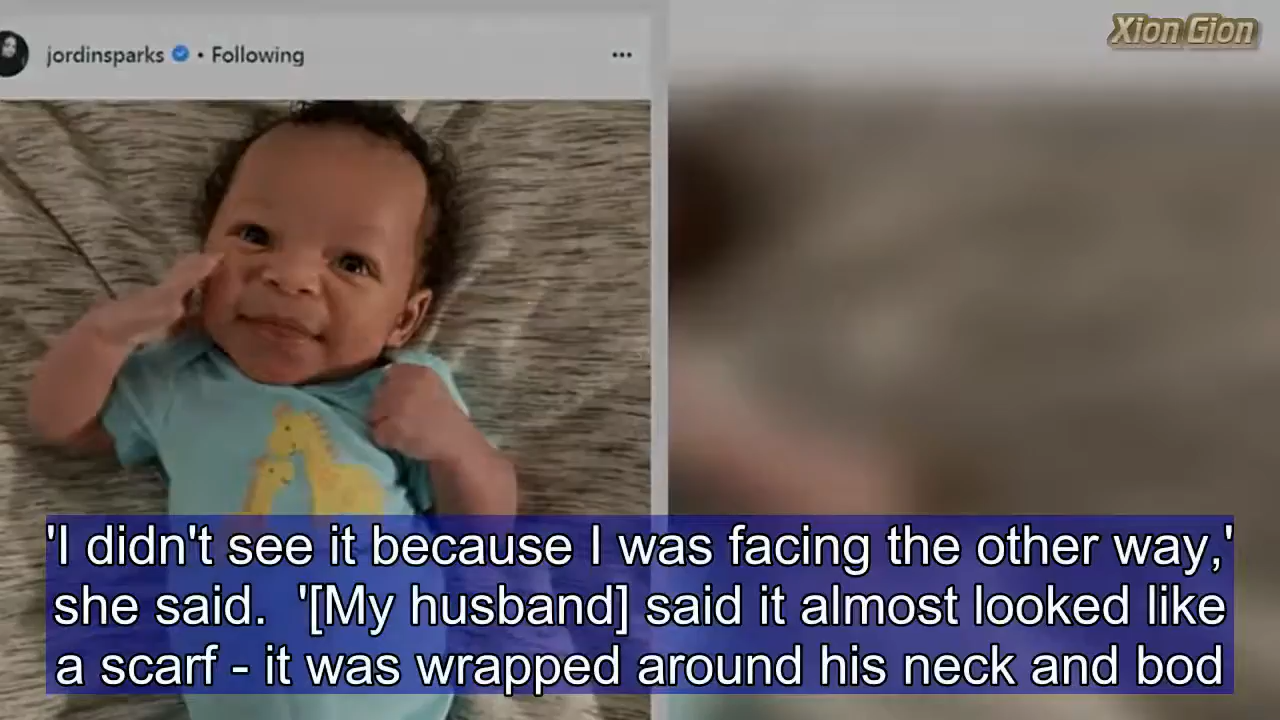 Xion Gion
jordinsparks • Following
'I didn't see it because I was facing the other way,'
she said.  '[My husband] said it almost looked like
a scarf - it was wrapped around his neck and bod